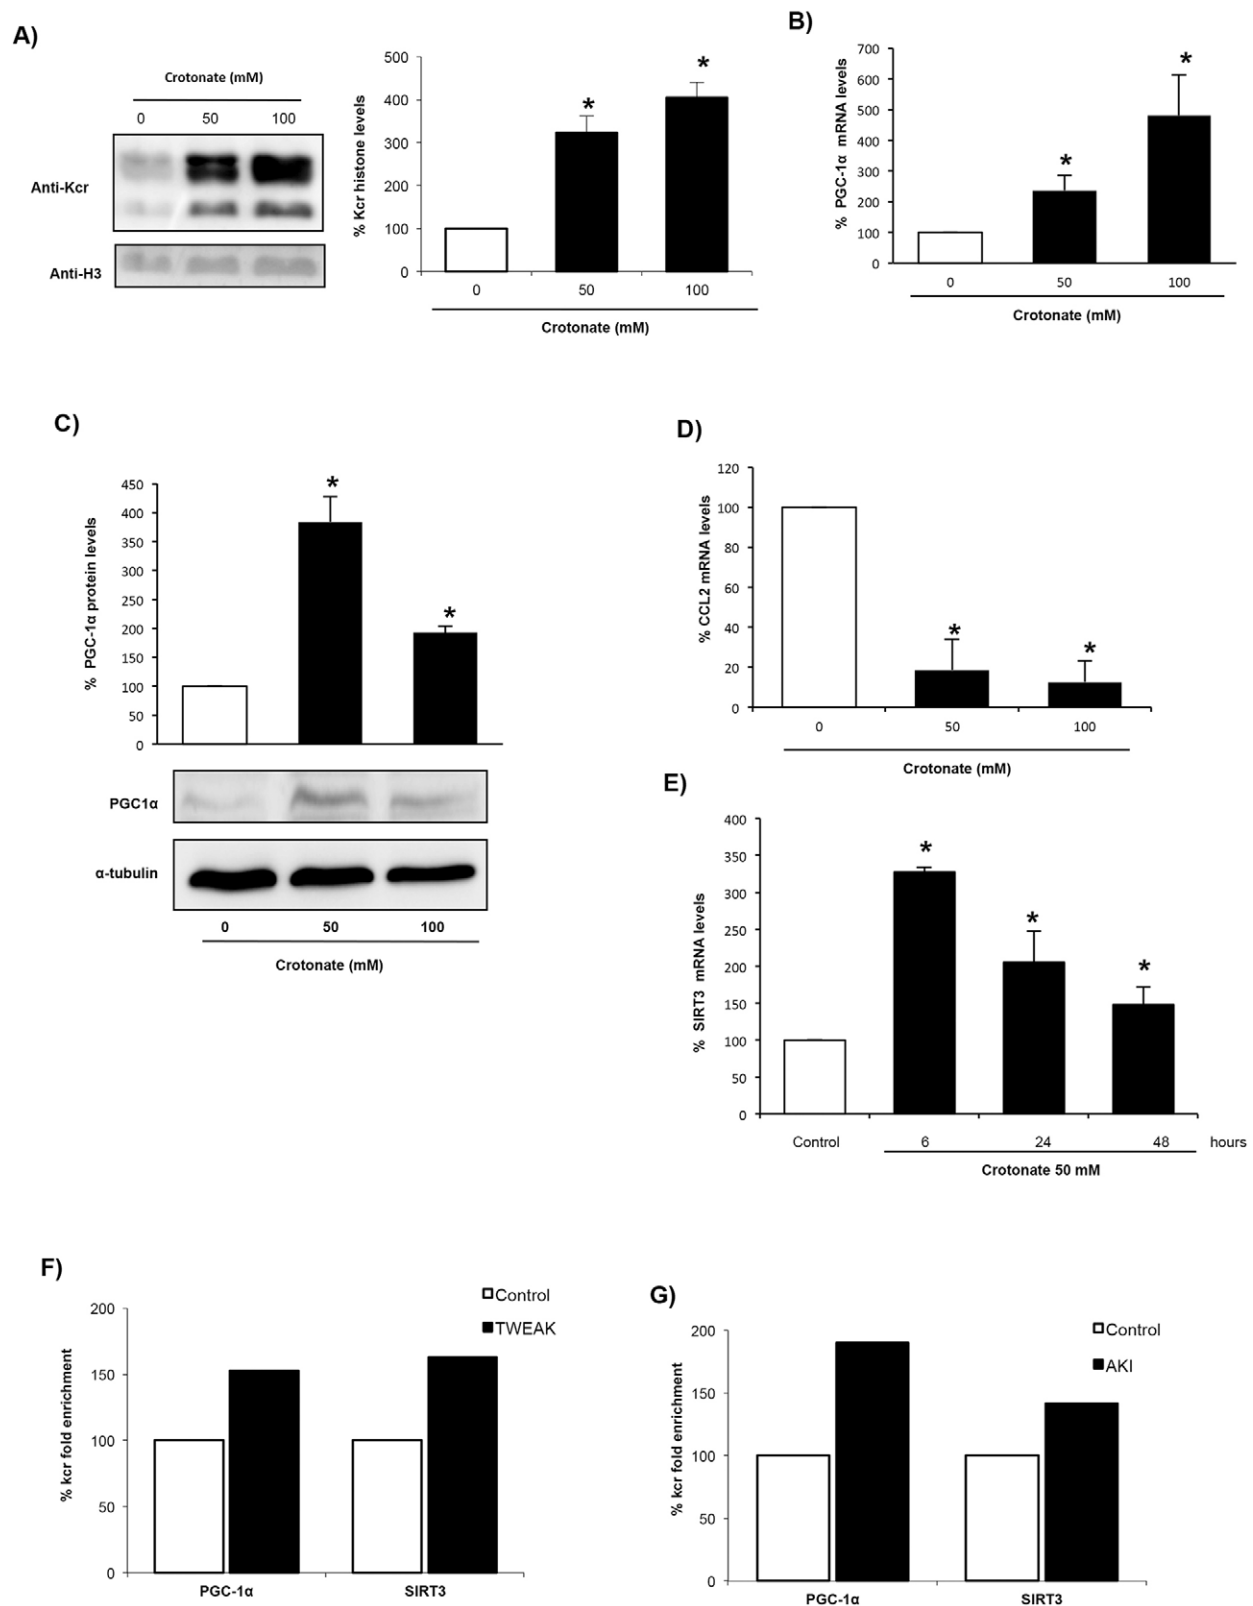 A)
Crotonate (mM)
0 50 100
Anti-Kcr
Anti-H3
% Kcr histone levels
500
400
300
200
100
0
*
*
0 50 100
Crotonate (mM)
B)
% PGC-1α mRNA levels
700
600
500
400
300
200
100
0
*
*
0 50 100
Crotonate (mM)
C)
% PGC-1α protein levels
450
400
350
300
250
200
150
100
50
0
*
*
PGC1α
α-tubulin
0 50 100
Crotonate (mM)
D)
% CCL2 mRNA levels
120
100
80
60
40
20
0
*
*
0 50 100
Crotonate (mM)
E)
% SIRT3 mRNA levels
400
350
300
250
200
150
100
50
0
*
*
*
Control 6 24 48 hours
Crotonate 50 mM
F)
% kcr fold enrichment
200
150
100
50
0
Control
TWEAK
PGC-1α SIRT3
G)
% kcr fold enrichment
200
150
100
50
0
Control
AKI
PGC-1α SIRT3